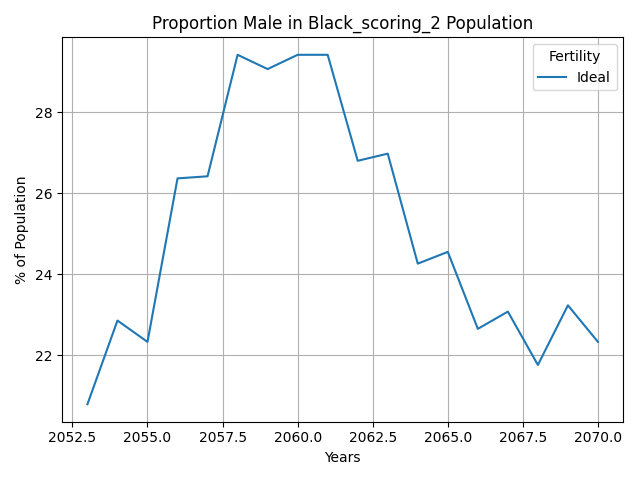 Proportion Male in Black_scoring_2 Population
Fertility
Ideal
% of Population
28
26
24
22
2052.5 2055.0 2057.5 2060.0 2062.5 2065.0 2067.5 2070.0
Years